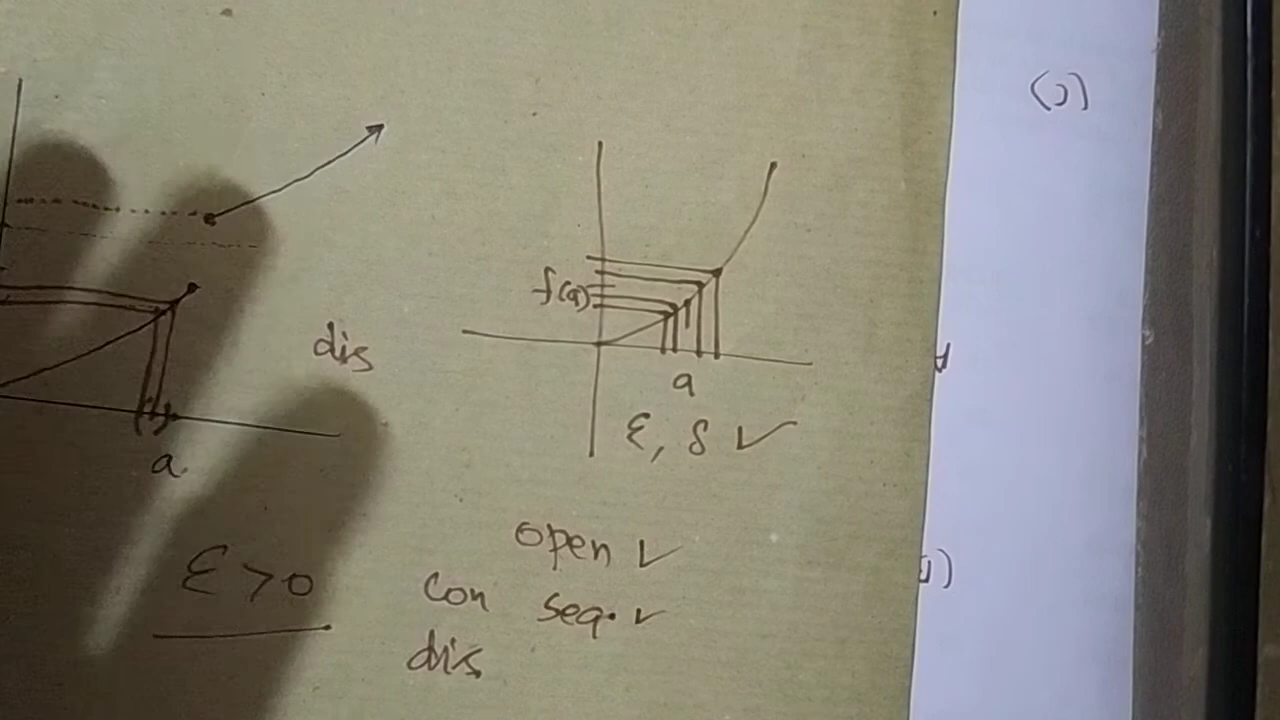 dis
f(a)
a
ε, δ ✓
a
ε > 0
open ✓
con seq. ✓
dis